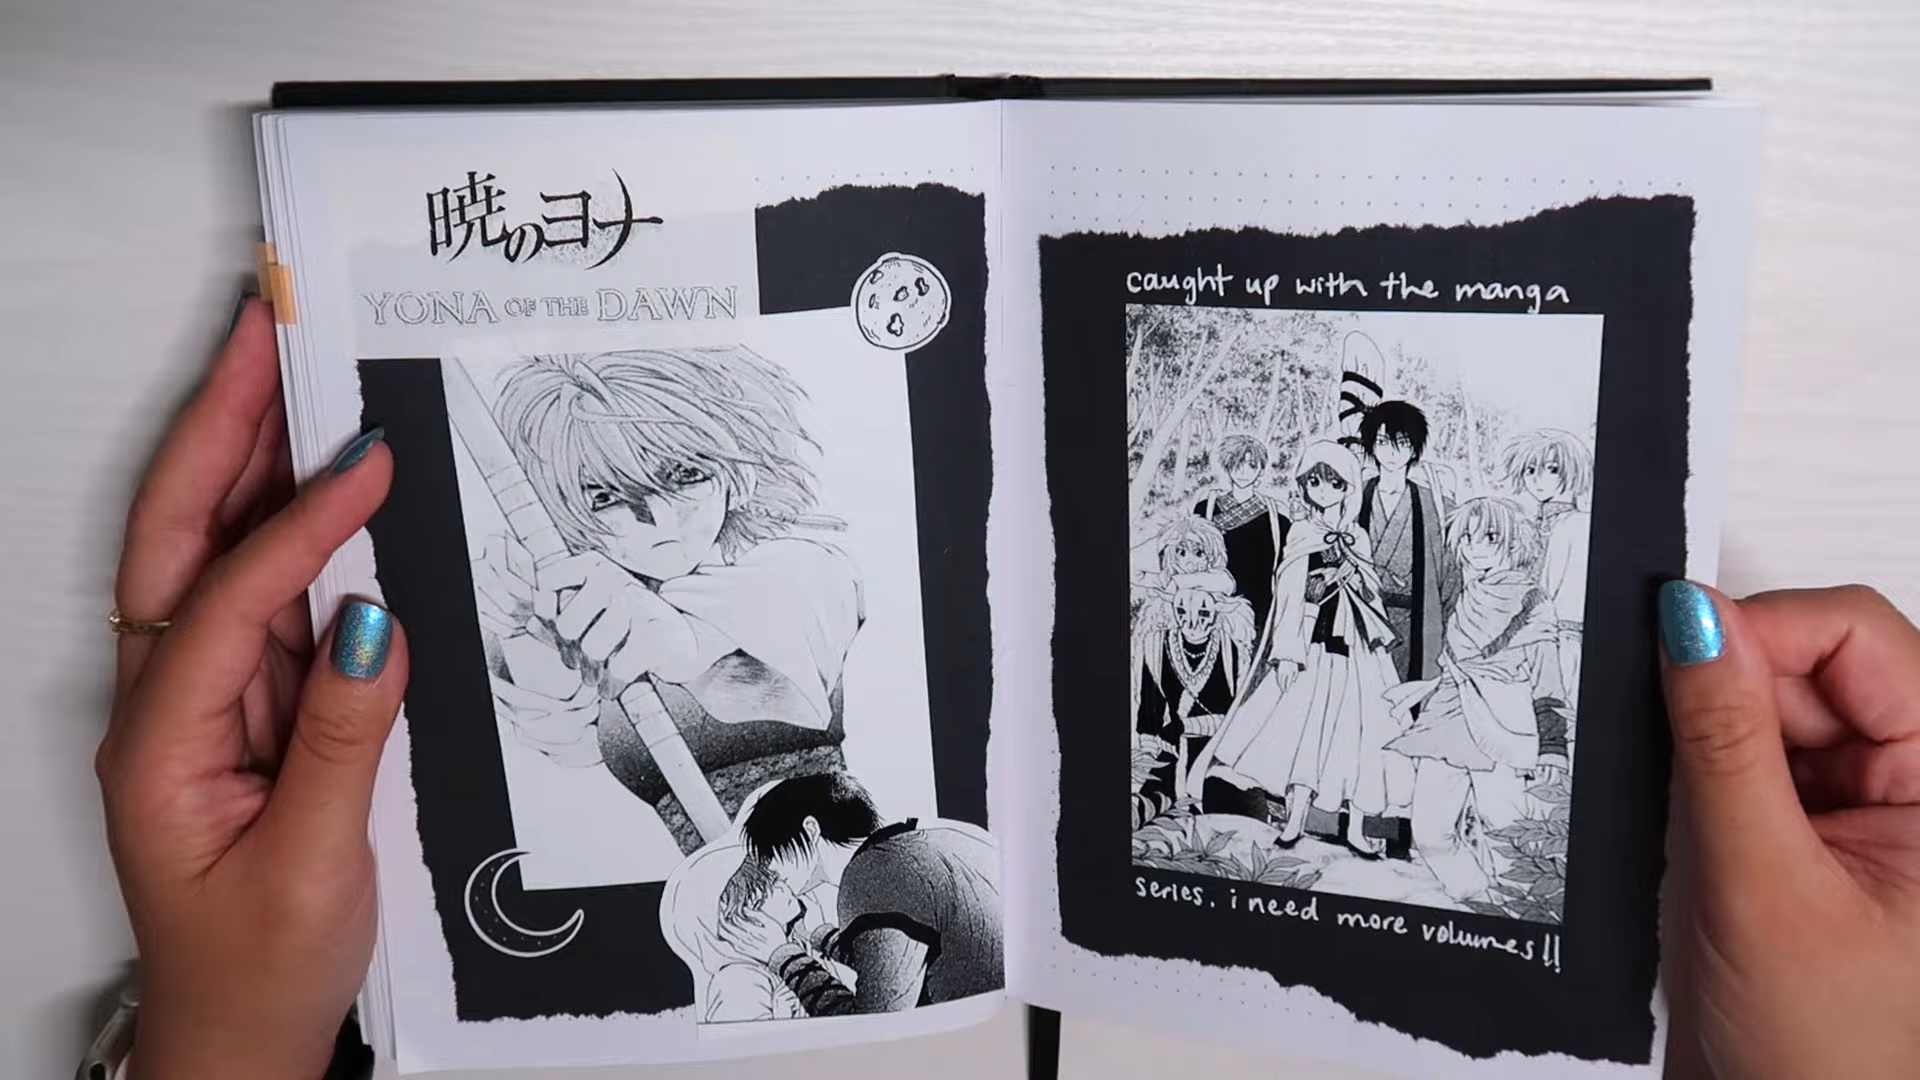 暁のヨナ
YONA OF THE DAWN
caught up with the manga
series. i need more volumes!!